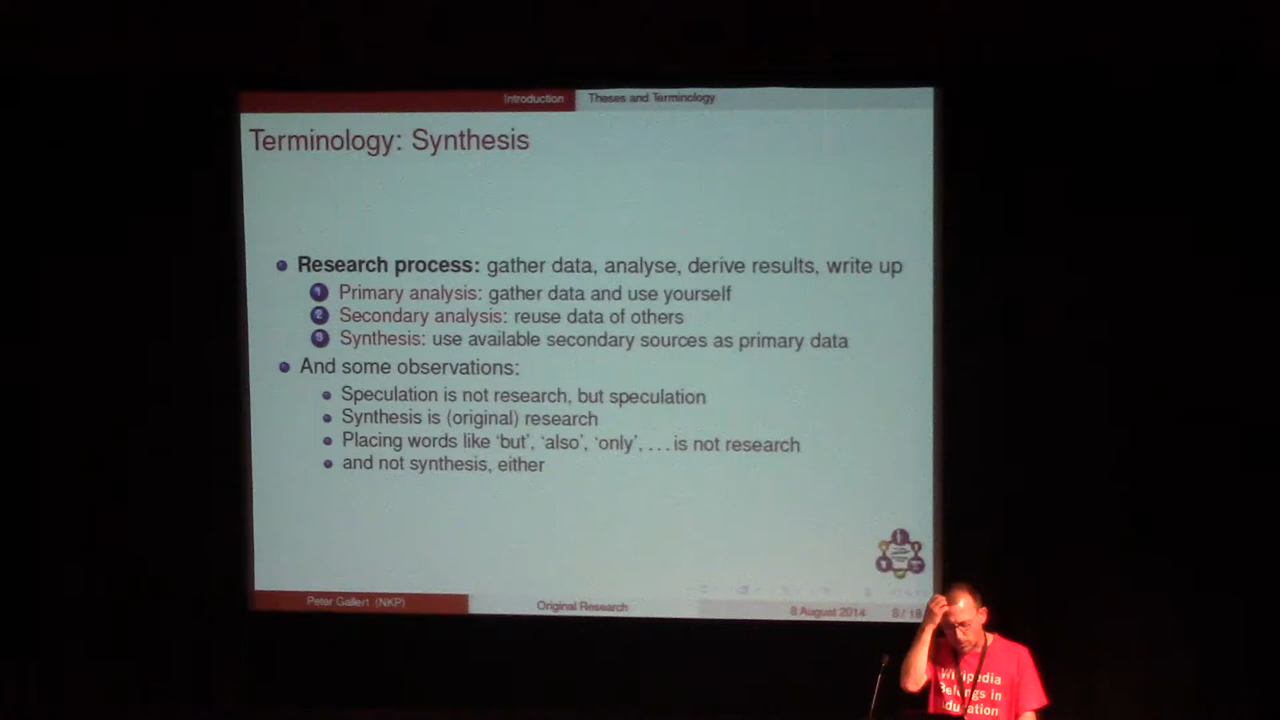 Introduction Theses and Terminology
Terminology: Synthesis
Research process: gather data, analyse, derive results, write up
1 Primary analysis: gather data and use yourself
2 Secondary analysis: reuse data of others
3 Synthesis: use available secondary sources as primary data
And some observations:
Speculation is not research, but speculation
Synthesis is (original) research
Placing words like ‘but’, ‘also’, ‘only’, . . . is not research
and not synthesis, either
Peter Gallert (NKP) Original Research 8 August 2014 8 / 18
Wikipedia
Belongs in
Education